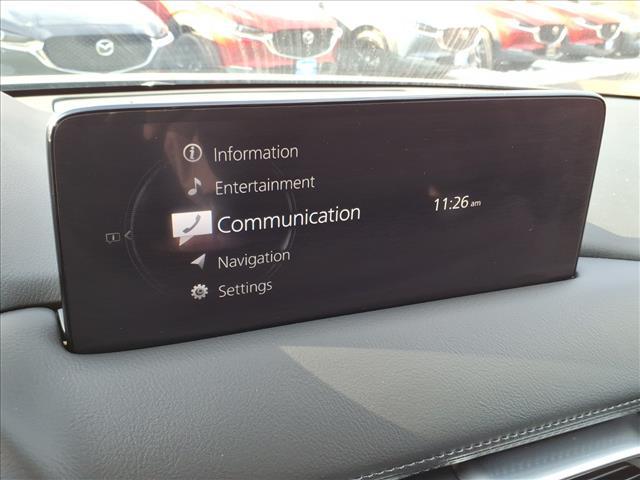 Information
Entertainment
Communication
11:26 am
Navigation
Settings